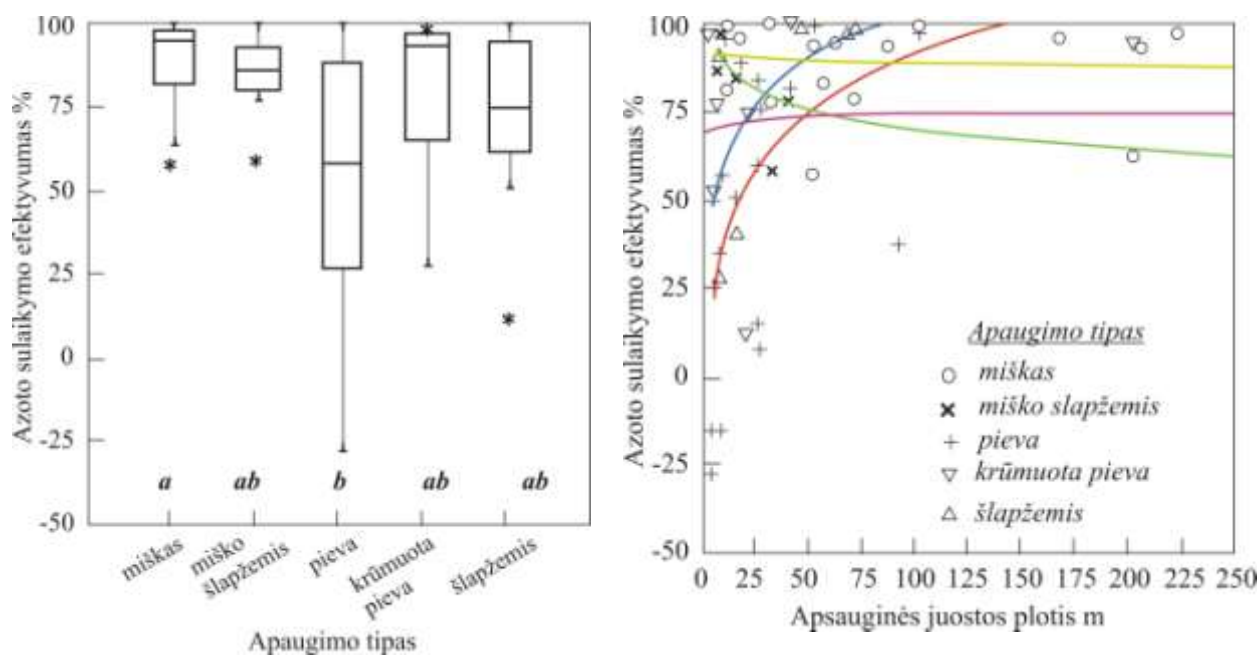 Azoto sulaikymo efektyvumas %
100
75
50
25
0
-25
-50
a ab b ab ab
miškas
miško
šlapžemis
pieva
krūmuota
pieva
šlapžemis
Apaugimo tipas
Azoto sulaikymo efektyvumas %
100
75
50
25
0
-25
-50
Apaugimo tipas
miškas
miško slapžemis
pieva
krūmuota pieva
šlapžemis
0 25 50 75 100 125 150 175 200 225 250
Apsauginės juostos plotis m